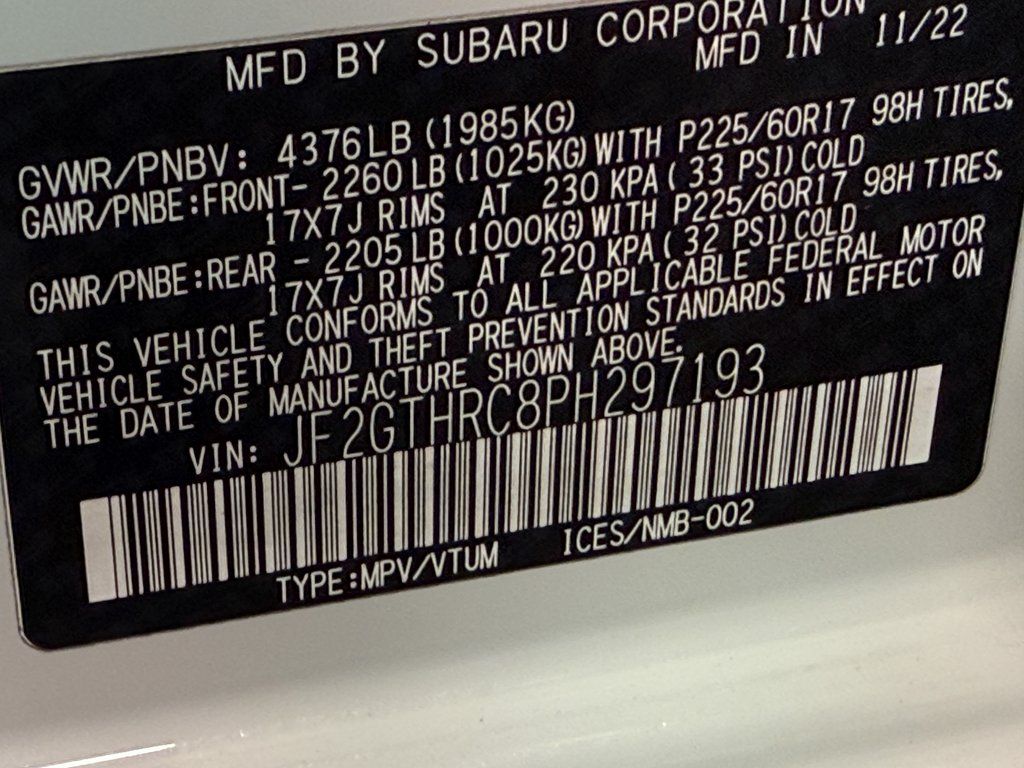 MFD BY SUBARU CORPORATION
MFD IN 11/22
GVWR/PNBV: 4376LB (1985KG)
GAWR/PNBE:FRONT- 2260 LB (1025KG) WITH P225/60R17 98H TIRES,
17X7J RIMS AT 230 KPA ( 33 PSI) COLD
GAWR/PNBE:REAR - 2205 LB (1000KG) WITH P225/60R17 98H TIRES,
17X7J RIMS AT 220 KPA ( 32 PSI) COLD
THIS VEHICLE CONFORMS TO ALL APPLICABLE FEDERAL MOTOR
VEHICLE SAFETY AND THEFT PREVENTION STANDARDS IN EFFECT ON
THE DATE OF MANUFACTURE SHOWN ABOVE.
VIN: JF2GTHRC8PH297193
TYPE:MPV/VTUM ICES/NMB-002